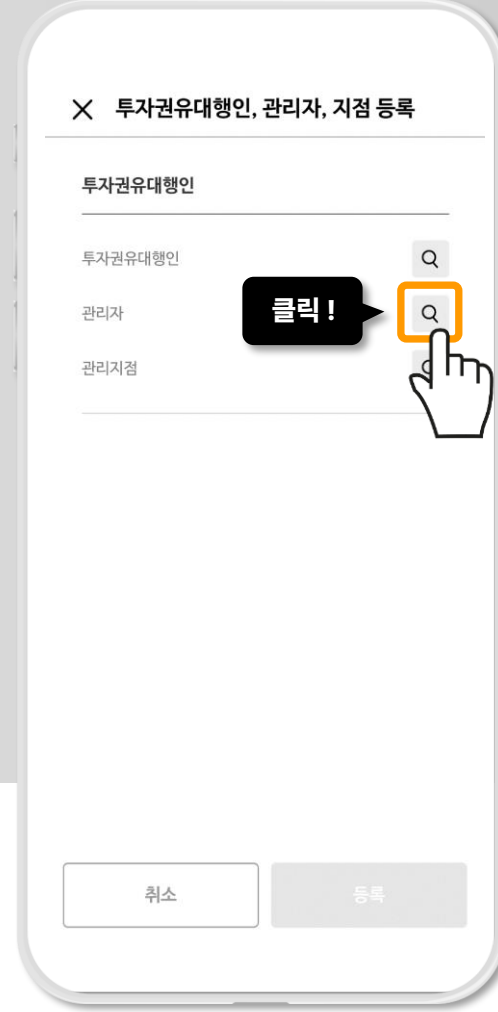 투자권유대행인, 관리자, 지점 등록
투자권유대행인
투자권유대행인
관리자
클릭 !
관리지점
취소
등록